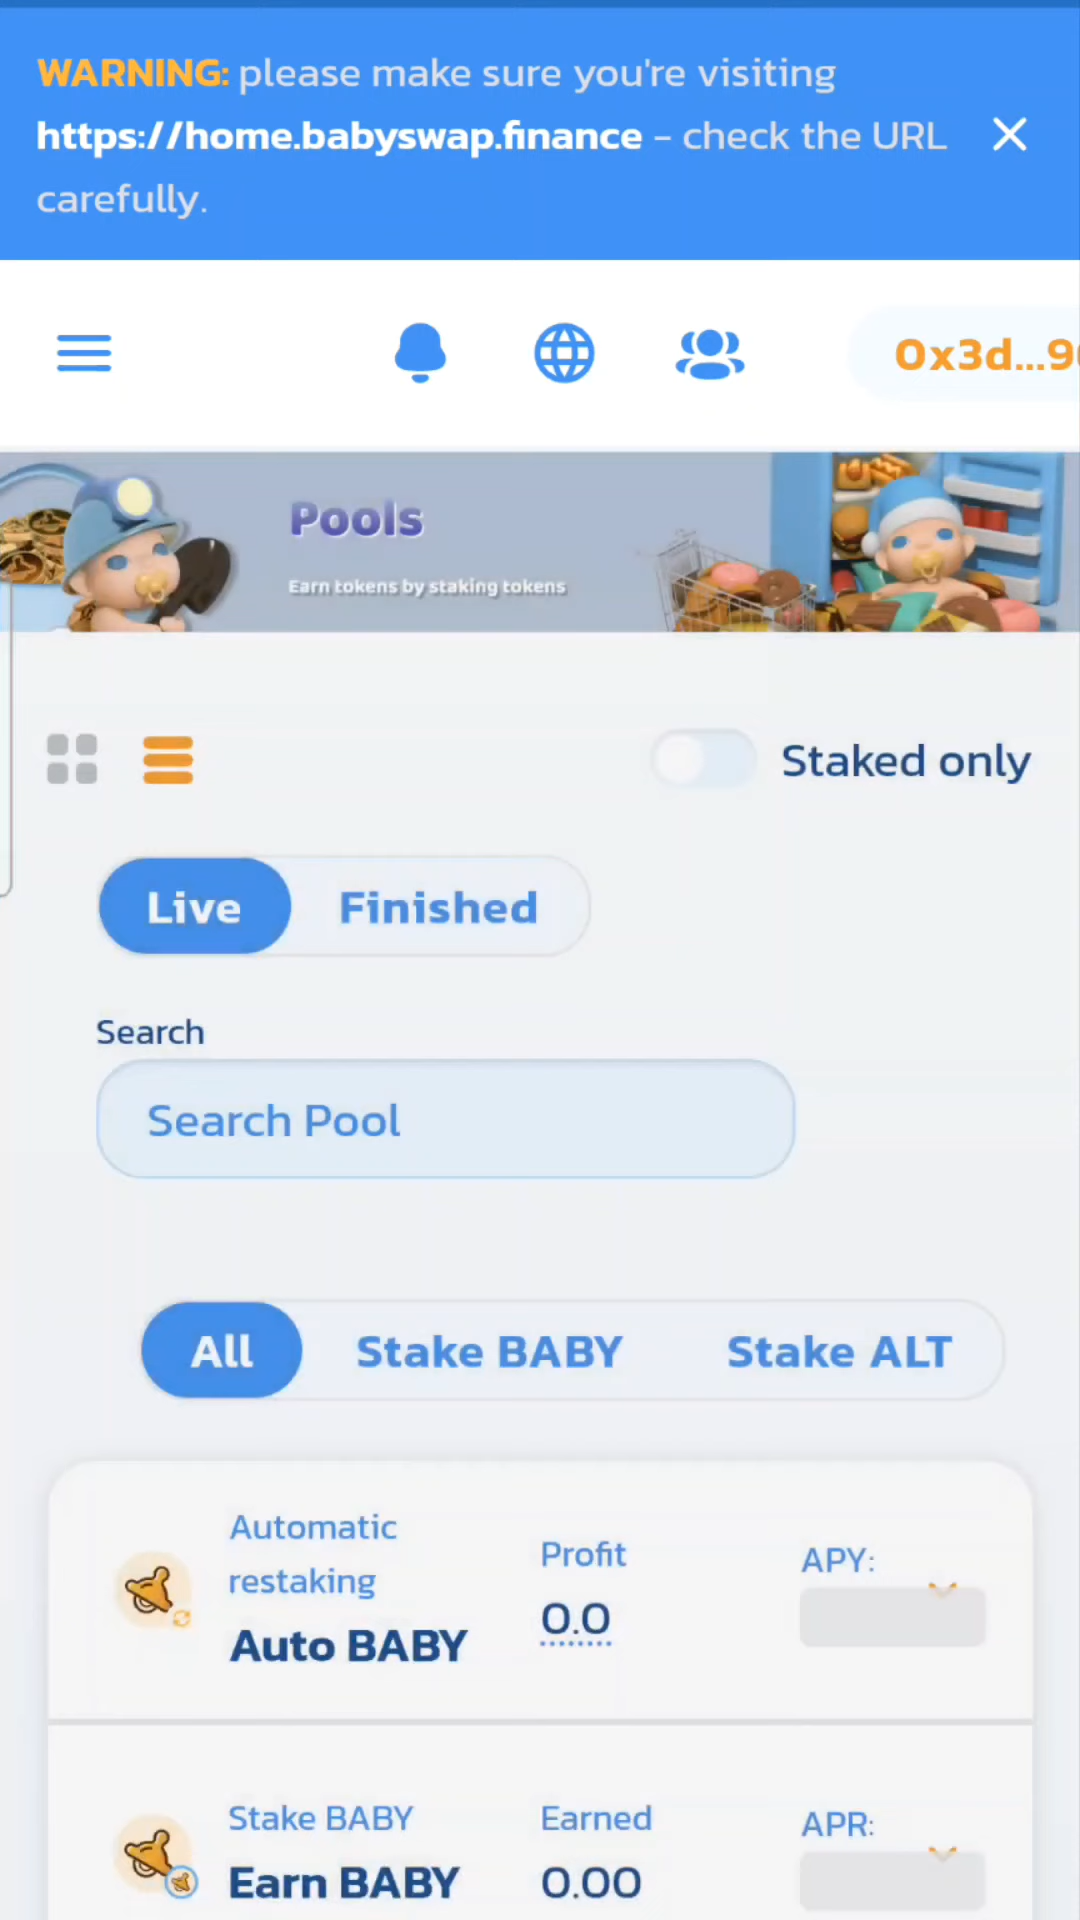 WARNING: please make sure you're visiting
https://home.babyswap.finance - check the URL
carefully.
0x3d...9
Pools
Earn tokens by staking tokens
Staked only
Live Finished
Search
Search Pool
All Stake BABY Stake ALT
Automatic
restaking
Auto BABY
Profit
0.0
APY:
Stake BABY
Earn BABY
Earned
0.00
APR: